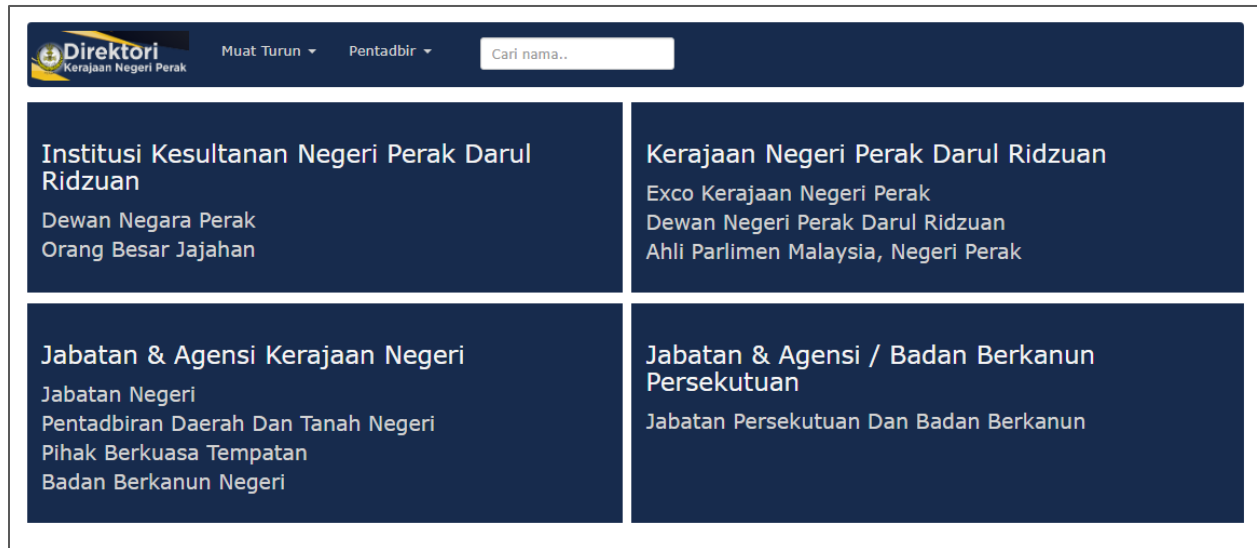 Direktori
Kerajaan Negeri Perak
Muat Turun
Pentadbir
Cari nama..
Institusi Kesultanan Negeri Perak Darul
Ridzuan
Dewan Negara Perak
Orang Besar Jajahan
Kerajaan Negeri Perak Darul Ridzuan
Exco Kerajaan Negeri Perak
Dewan Negeri Perak Darul Ridzuan
Ahli Parlimen Malaysia, Negeri Perak
Jabatan & Agensi Kerajaan Negeri
Jabatan Negeri
Pentadbiran Daerah Dan Tanah Negeri
Pihak Berkuasa Tempatan
Badan Berkanun Negeri
Jabatan & Agensi / Badan Berkanun
Persekutuan
Jabatan Persekutuan Dan Badan Berkanun